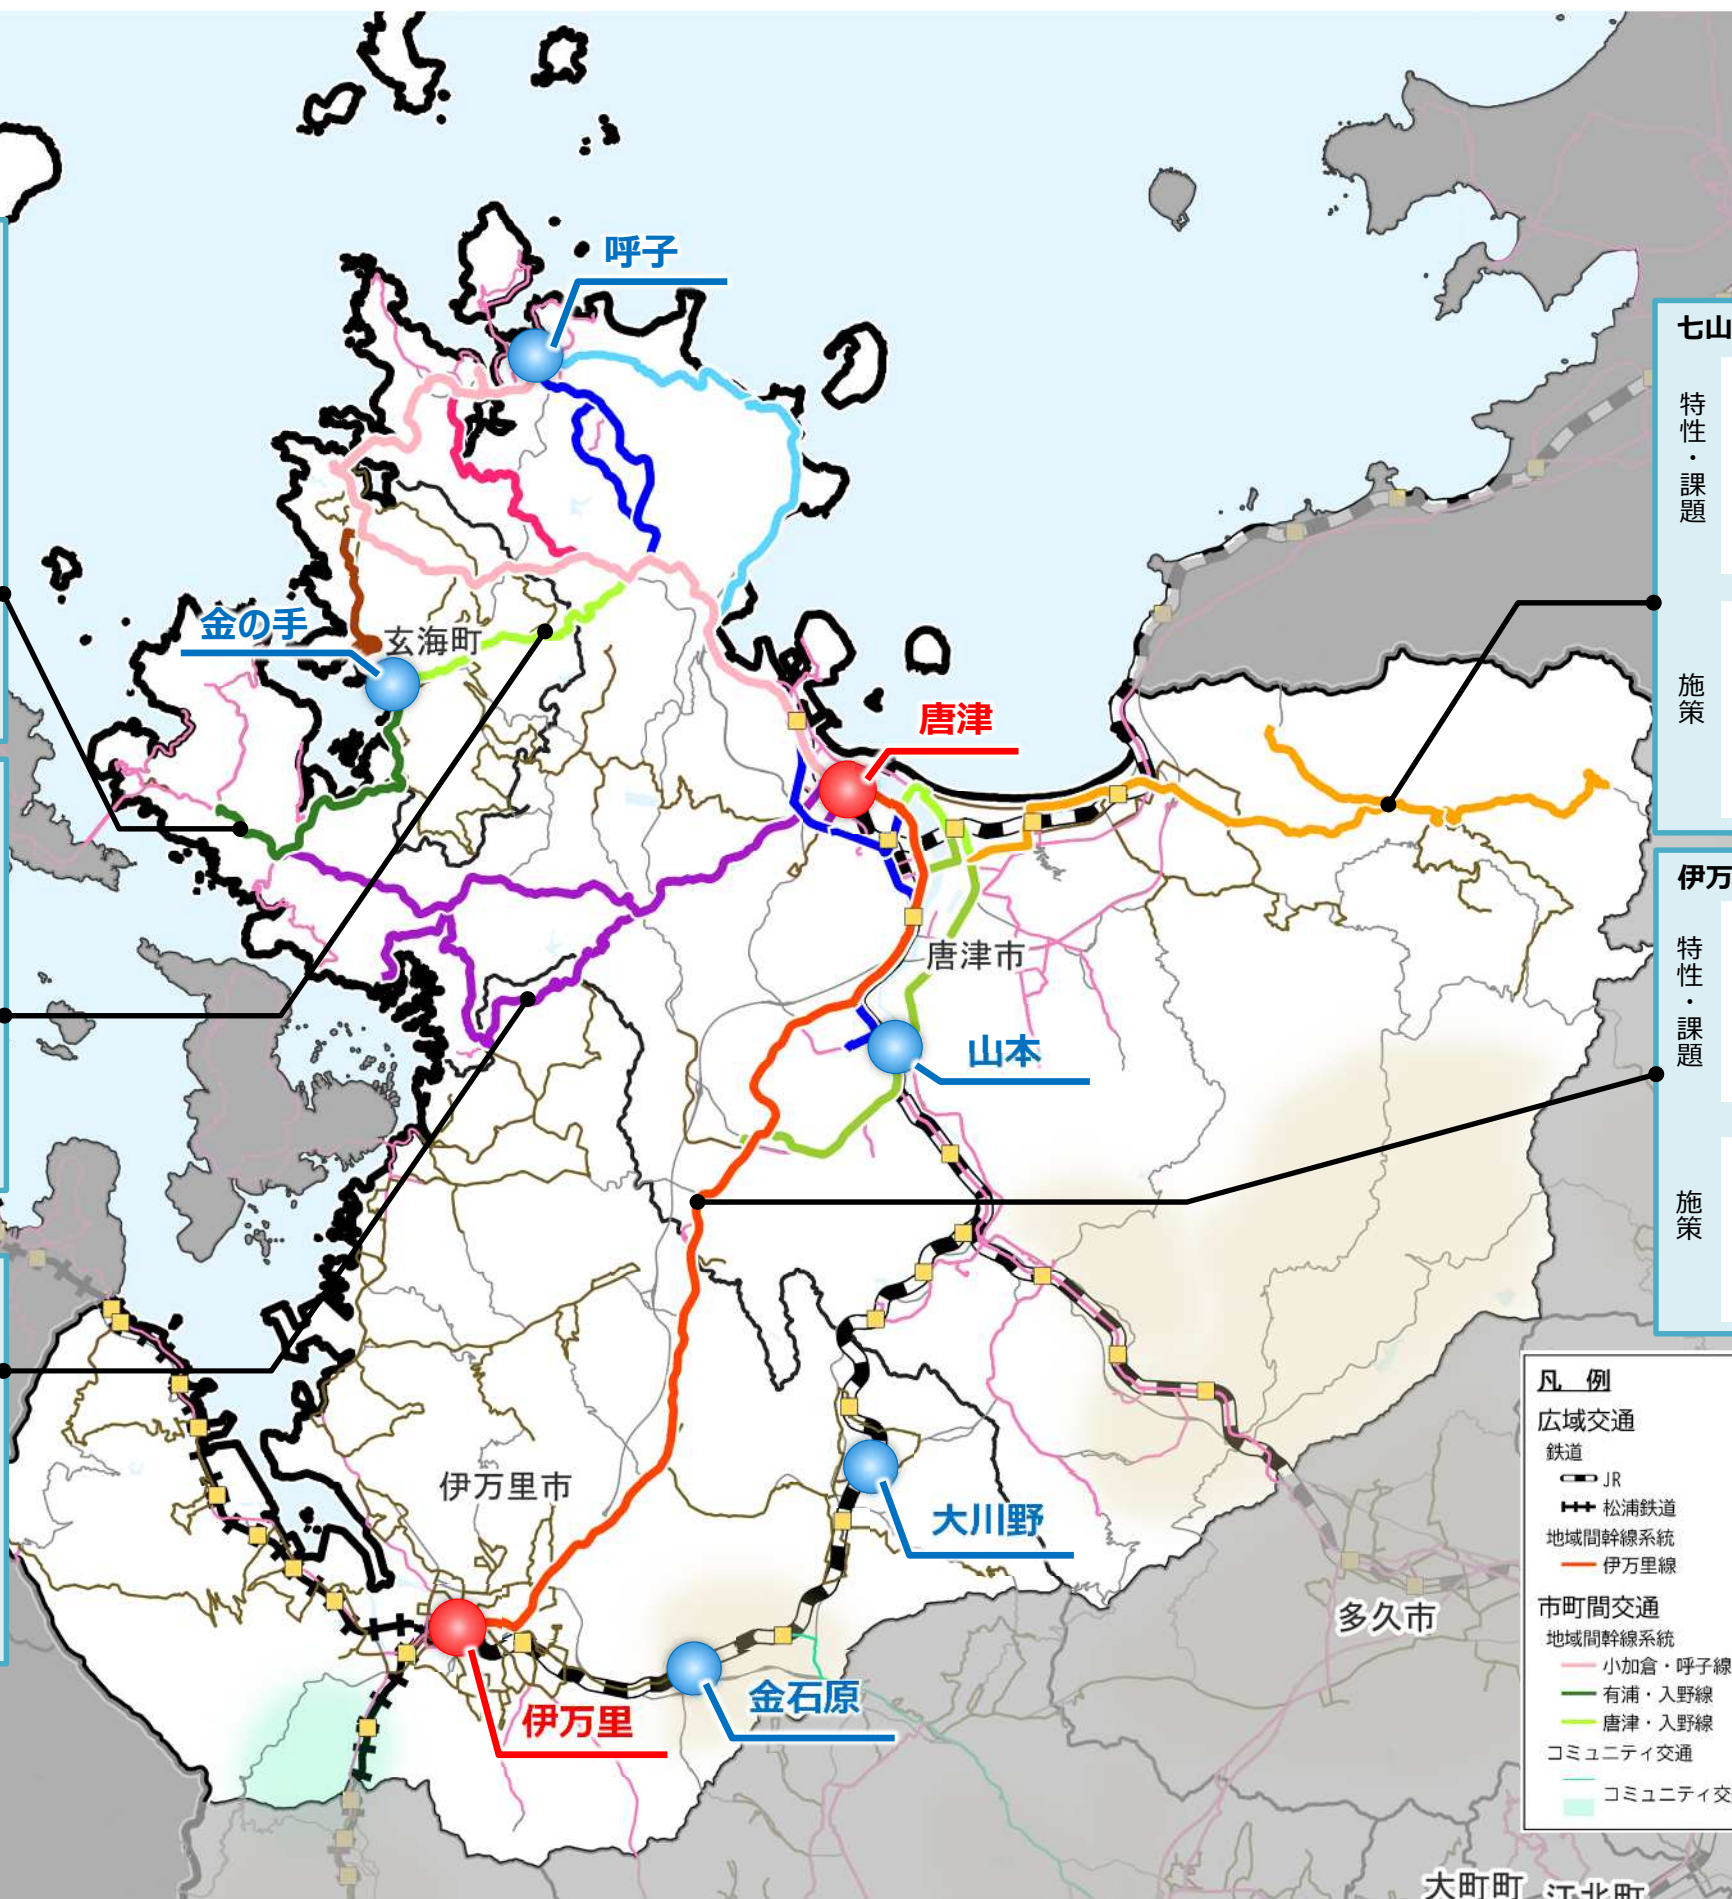 呼子
金の手
玄海町
唐津
唐津市
山本
大川野
伊万里市
伊万里
金石原
多久市
大町町
江北町
七山
特性・課題
施策
伊万
特性・課題
施策
凡 例
広域交通
鉄道
JR
松浦鉄道
地域間幹線系統
伊万里線
市町間交通
地域間幹線系統
小加倉・呼子線
有浦・入野線
唐津・入野線
コミュニティ交通
コミュニティ交